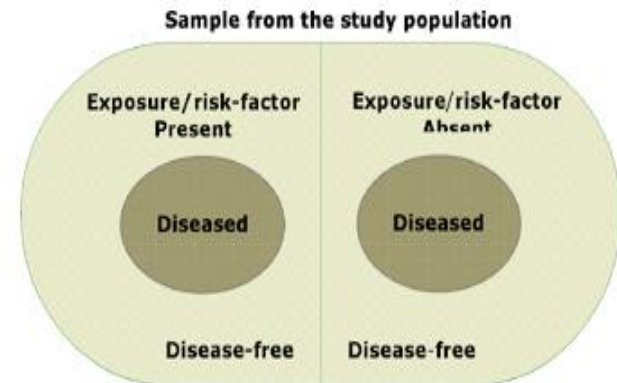 Sample from the study population
Exposure/risk-factor
Present
Exposure/risk-factor
Absent
Diseased
Diseased
Disease-free
Disease-free